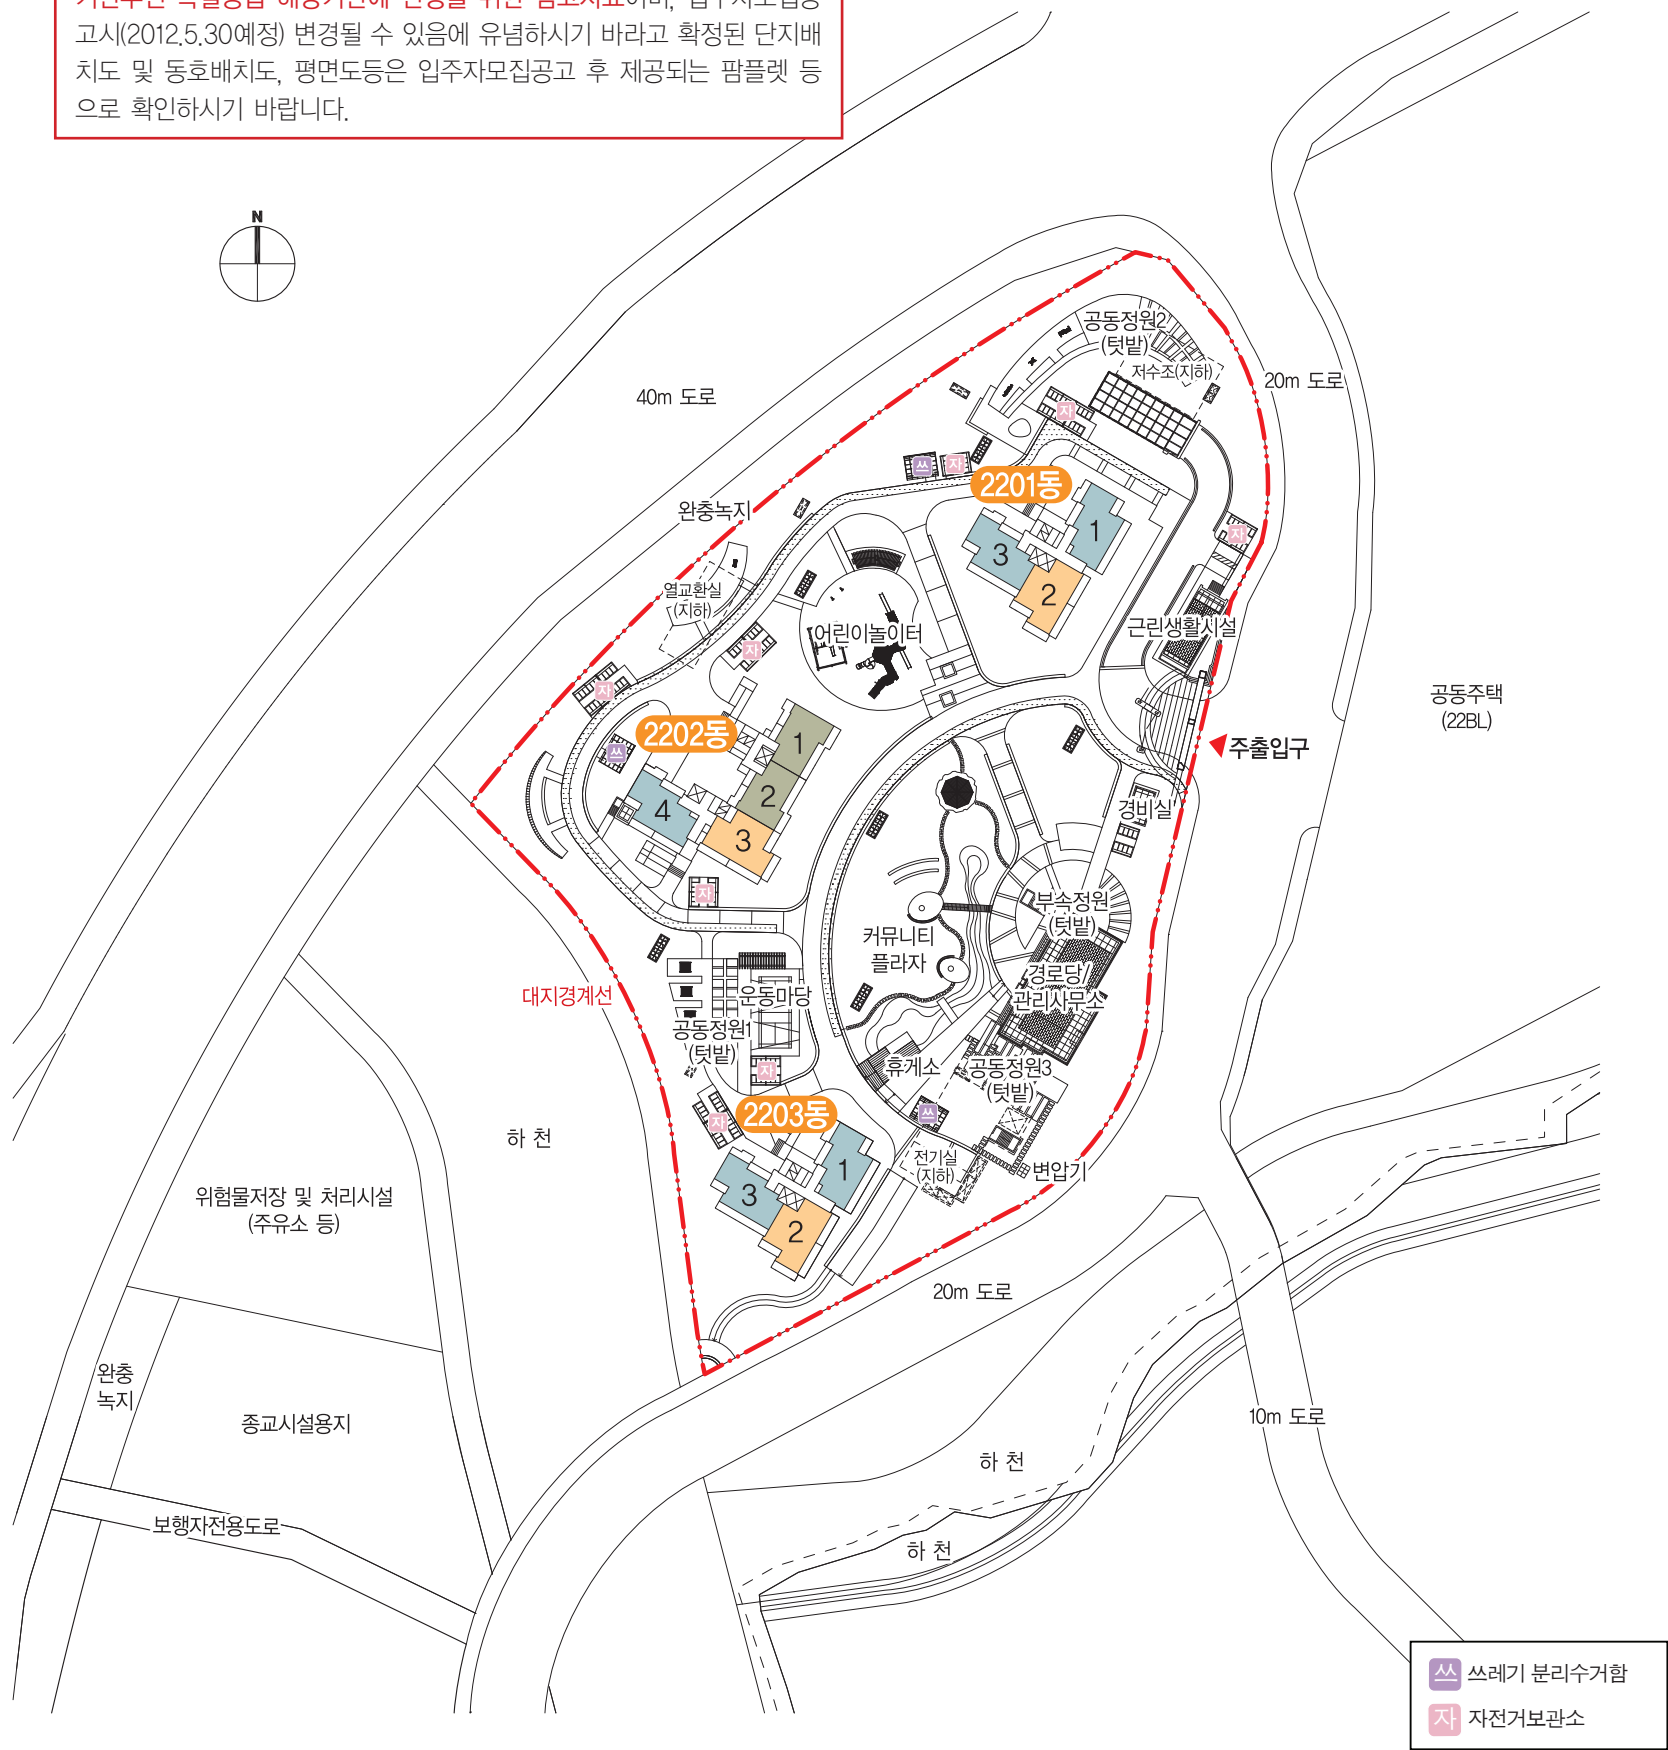 고시(2012.5.30예정) 변경될 수 있음에 유념하시기 바라고 확정된 단지배
치도 및 동호배치도, 평면도등은 입주자모집공고 후 제공되는 팜플렛 등
으로 확인하시기 바랍니다.
N
공동정원2
(텃밭)
저수조(지하)
20m 도로
40m 도로
자
쓰
자
2201동
완충녹지
1
3
2
자
열교환실
(지하)
어린이놀이터
근린생활시설
자
자
공동주택
(22BL)
2202동
쓰
1
2
3
4
주출입구
경비실
자
부속정원
(텃밭)
커뮤니티
플라자
경로당/
관리사무소
대지경계선
운동마당
공동정원1
(텃밭)
자
휴게소
공동정원3
(텃밭)
쓰
자
2203동
하 천
1
3
2
전기실
(지하)
변압기
위험물저장 및 처리시설
(주유소 등)
20m 도로
완충
녹지
종교시설용지
10m 도로
하 천
보행자전용도로
하 천
쓰 쓰레기 분리수거함
자 자전거보관소